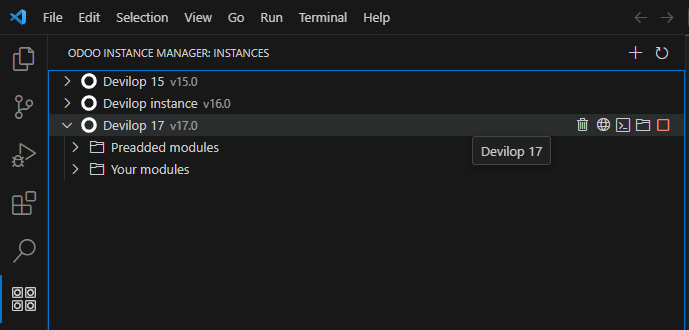 File Edit Selection View Go Run Terminal Help
ODOO INSTANCE MANAGER: INSTANCES
Devilop 15 v15.0
Devilop instance v16.0
Devilop 17 v17.0
Preadded modules
Devilop 17
Your modules